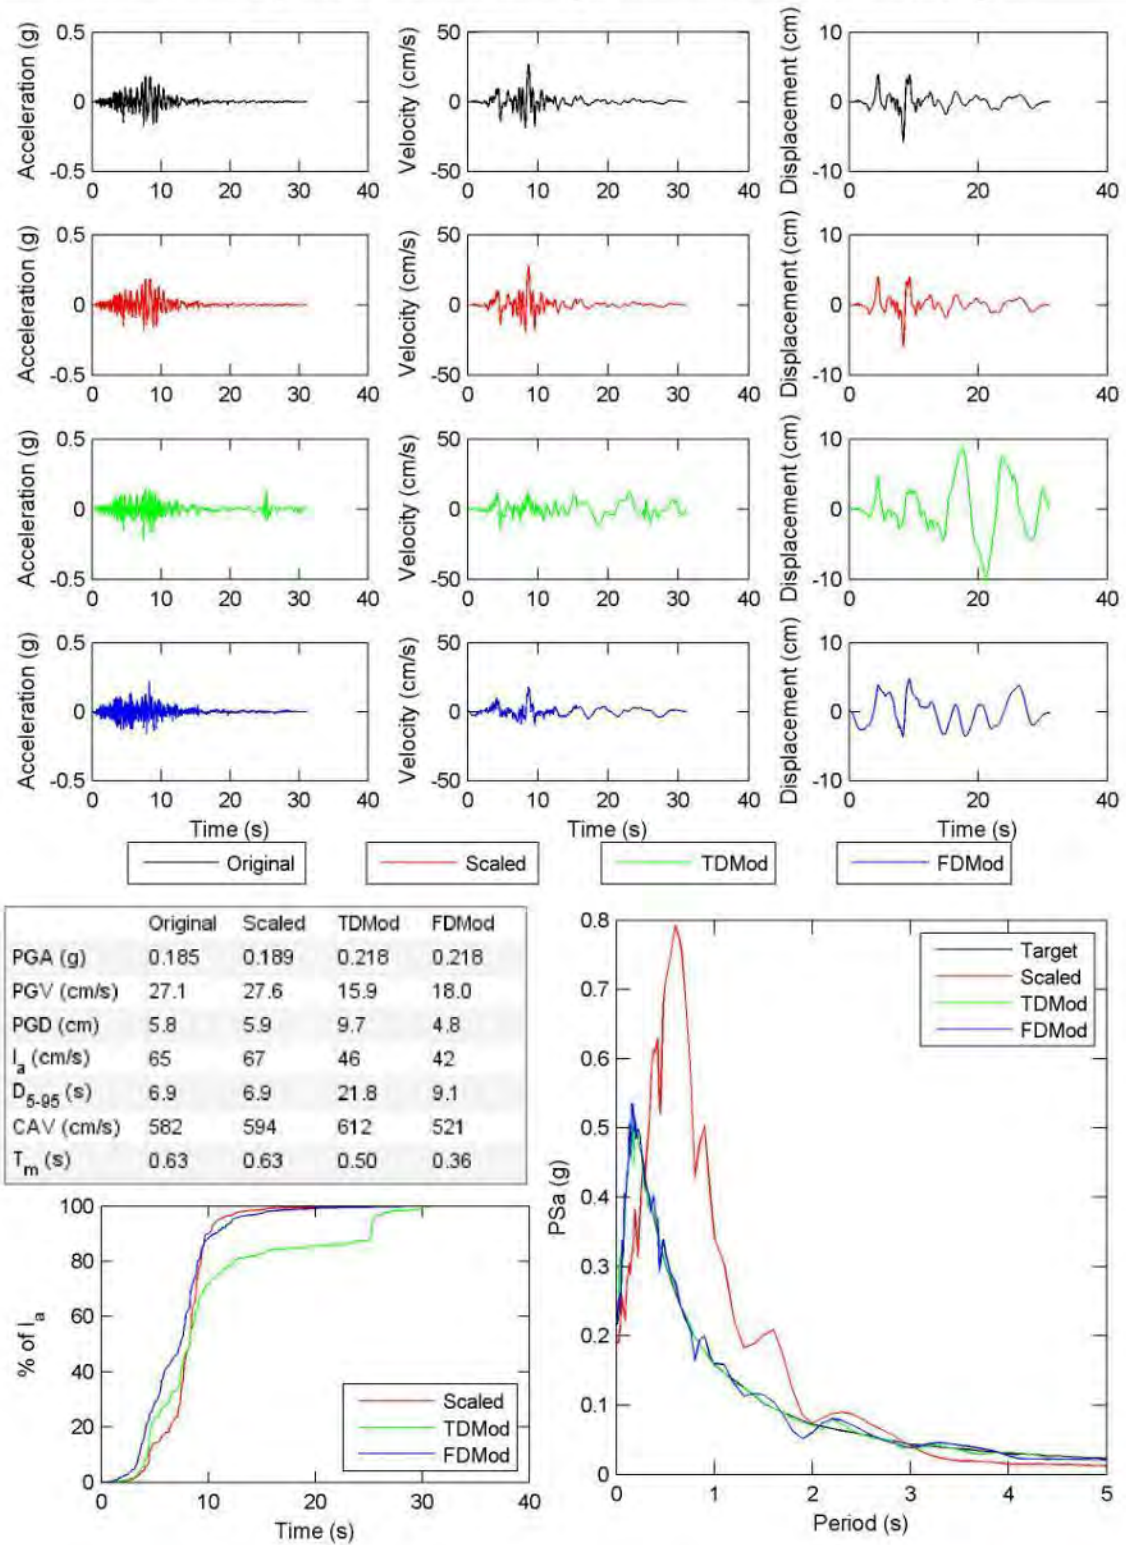 Acceleration (g)
0.5
0
-0.5
0 10 20 30 40
Velocity (cm/s)
50
0
-50
0 10 20 30 40
Displacement (cm)
10
0
-10
0 20 40
Acceleration (g)
0.5
0
-0.5
0 10 20 30 40
Velocity (cm/s)
50
0
-50
0 10 20 30 40
Displacement (cm)
10
0
-10
0 20 40
Acceleration (g)
0.5
0
-0.5
0 10 20 30 40
Velocity (cm/s)
50
0
-50
0 10 20 30 40
Displacement (cm)
10
0
-10
0 20 40
Acceleration (g)
0.5
0
-0.5
0 10 20 30 40
Time (s)
Velocity (cm/s)
50
0
-50
0 10 20 30 40
Time (s)
Displacement (cm)
10
0
-10
0 20 40
Time (s)
Original
Scaled
TDMod
FDMod
Original Scaled TDMod FDMod
PGA (g) 0.185 0.189 0.218 0.218
PGV (cm/s) 27.1 27.6 15.9 18.0
PGD (cm) 5.8 5.9 9.7 4.8
I_a (cm/s) 65 67 46 42
D_5-95 (s) 6.9 6.9 21.8 9.1
CAV (cm/s) 582 594 612 521
T_m (s) 0.63 0.63 0.50 0.36
% of I_a
100
80
60
40
20
0
0 10 20 30 40
Time (s)
Scaled
TDMod
FDMod
PSa (g)
0.8
0.7
0.6
0.5
0.4
0.3
0.2
0.1
0
0 1 2 3 4 5
Period (s)
Target
Scaled
TDMod
FDMod